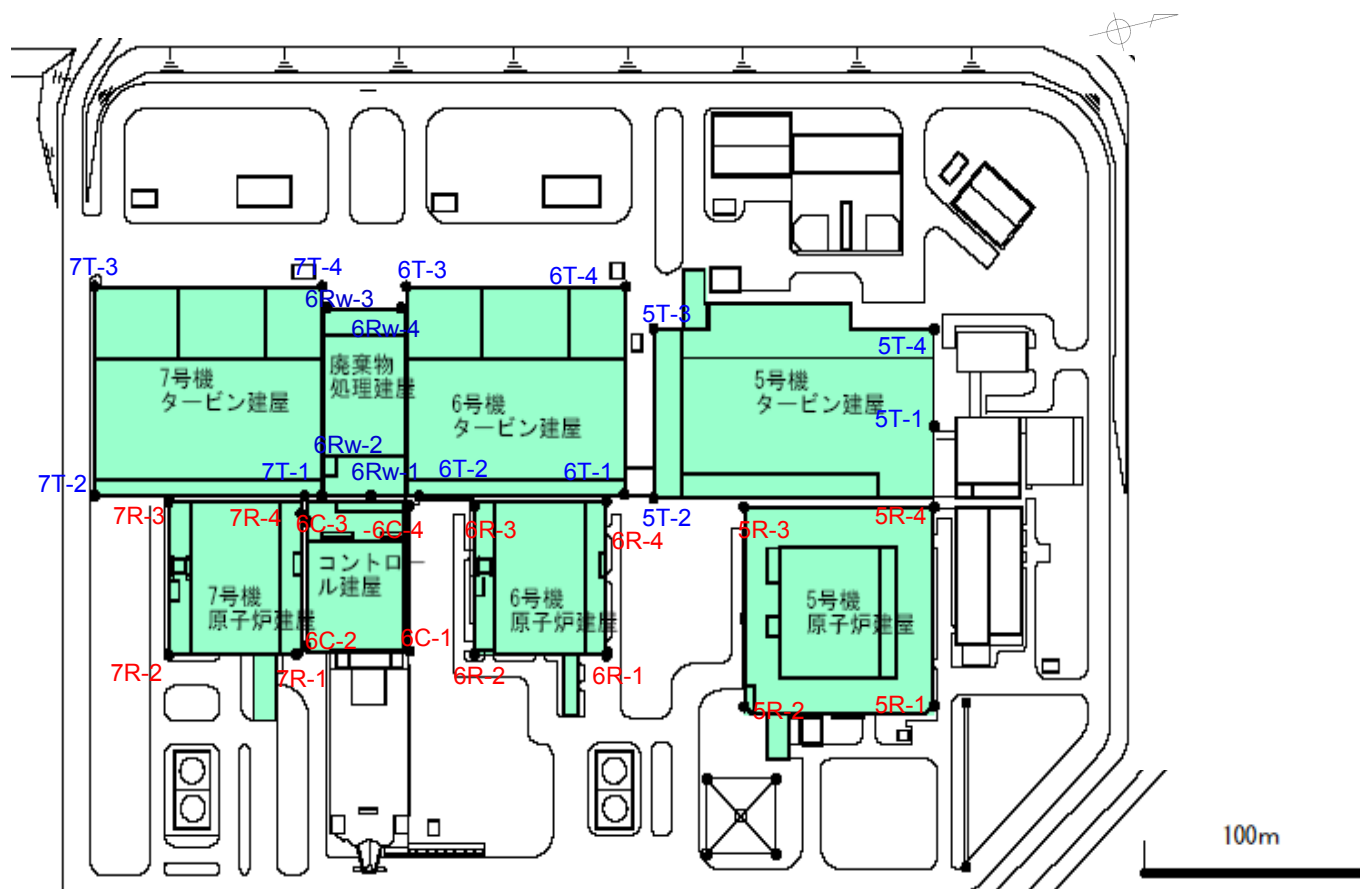 7T-3
7T-4
6T-3
6T-4
6Rw-3
5T-3
6Rw-4
5T-4
廃棄物
処理建屋
7号機
タービン建屋
5号機
タービン建屋
6号機
タービン建屋
5T-1
6Rw-2
7T-2
7T-1
6Rw-1
6T-2
6T-1
5T-2
7R-3
7R-4
6C-3
-6C-4
6R-3
6R-4
5R-3
5R-4
コントロー
ル建屋
7号機
原子炉建屋
6号機
原子炉建屋
5号機
原子炉建屋
6C-2
6C-1
7R-2
7R-1
6R-2
6R-1
5R-2
5R-1
100m